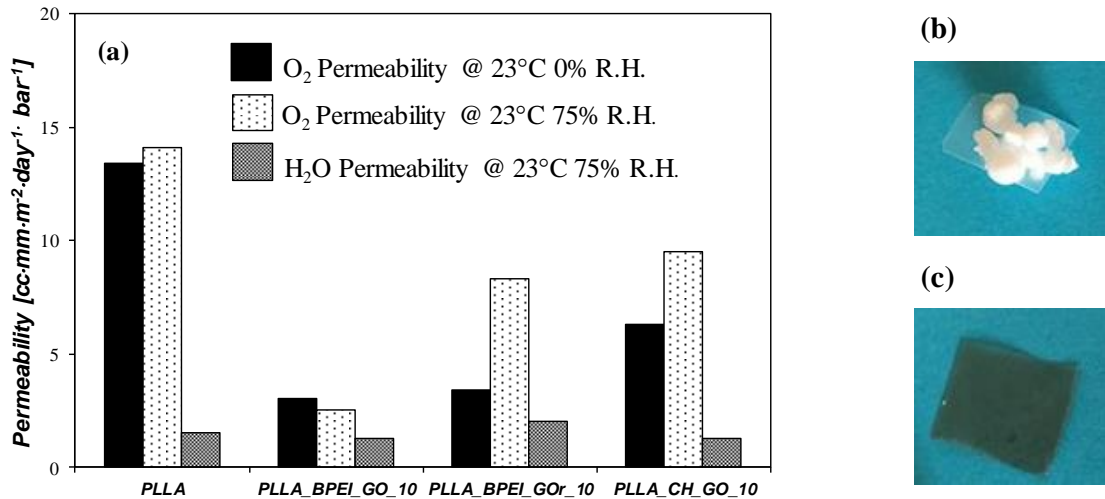 (a)
O₂ Permeability @ 23°C 0% R.H.
O₂ Permeability @ 23°C 75% R.H.
H₂O Permeability @ 23°C 75% R.H.
Permeability [cc·mm·m⁻²·day⁻¹· bar⁻¹]
20
15
10
5
0
PLLA
PLLA_BPEI_GO_10
PLLA_BPEI_GOr_10
PLLA_CH_GO_10
(b)
(c)